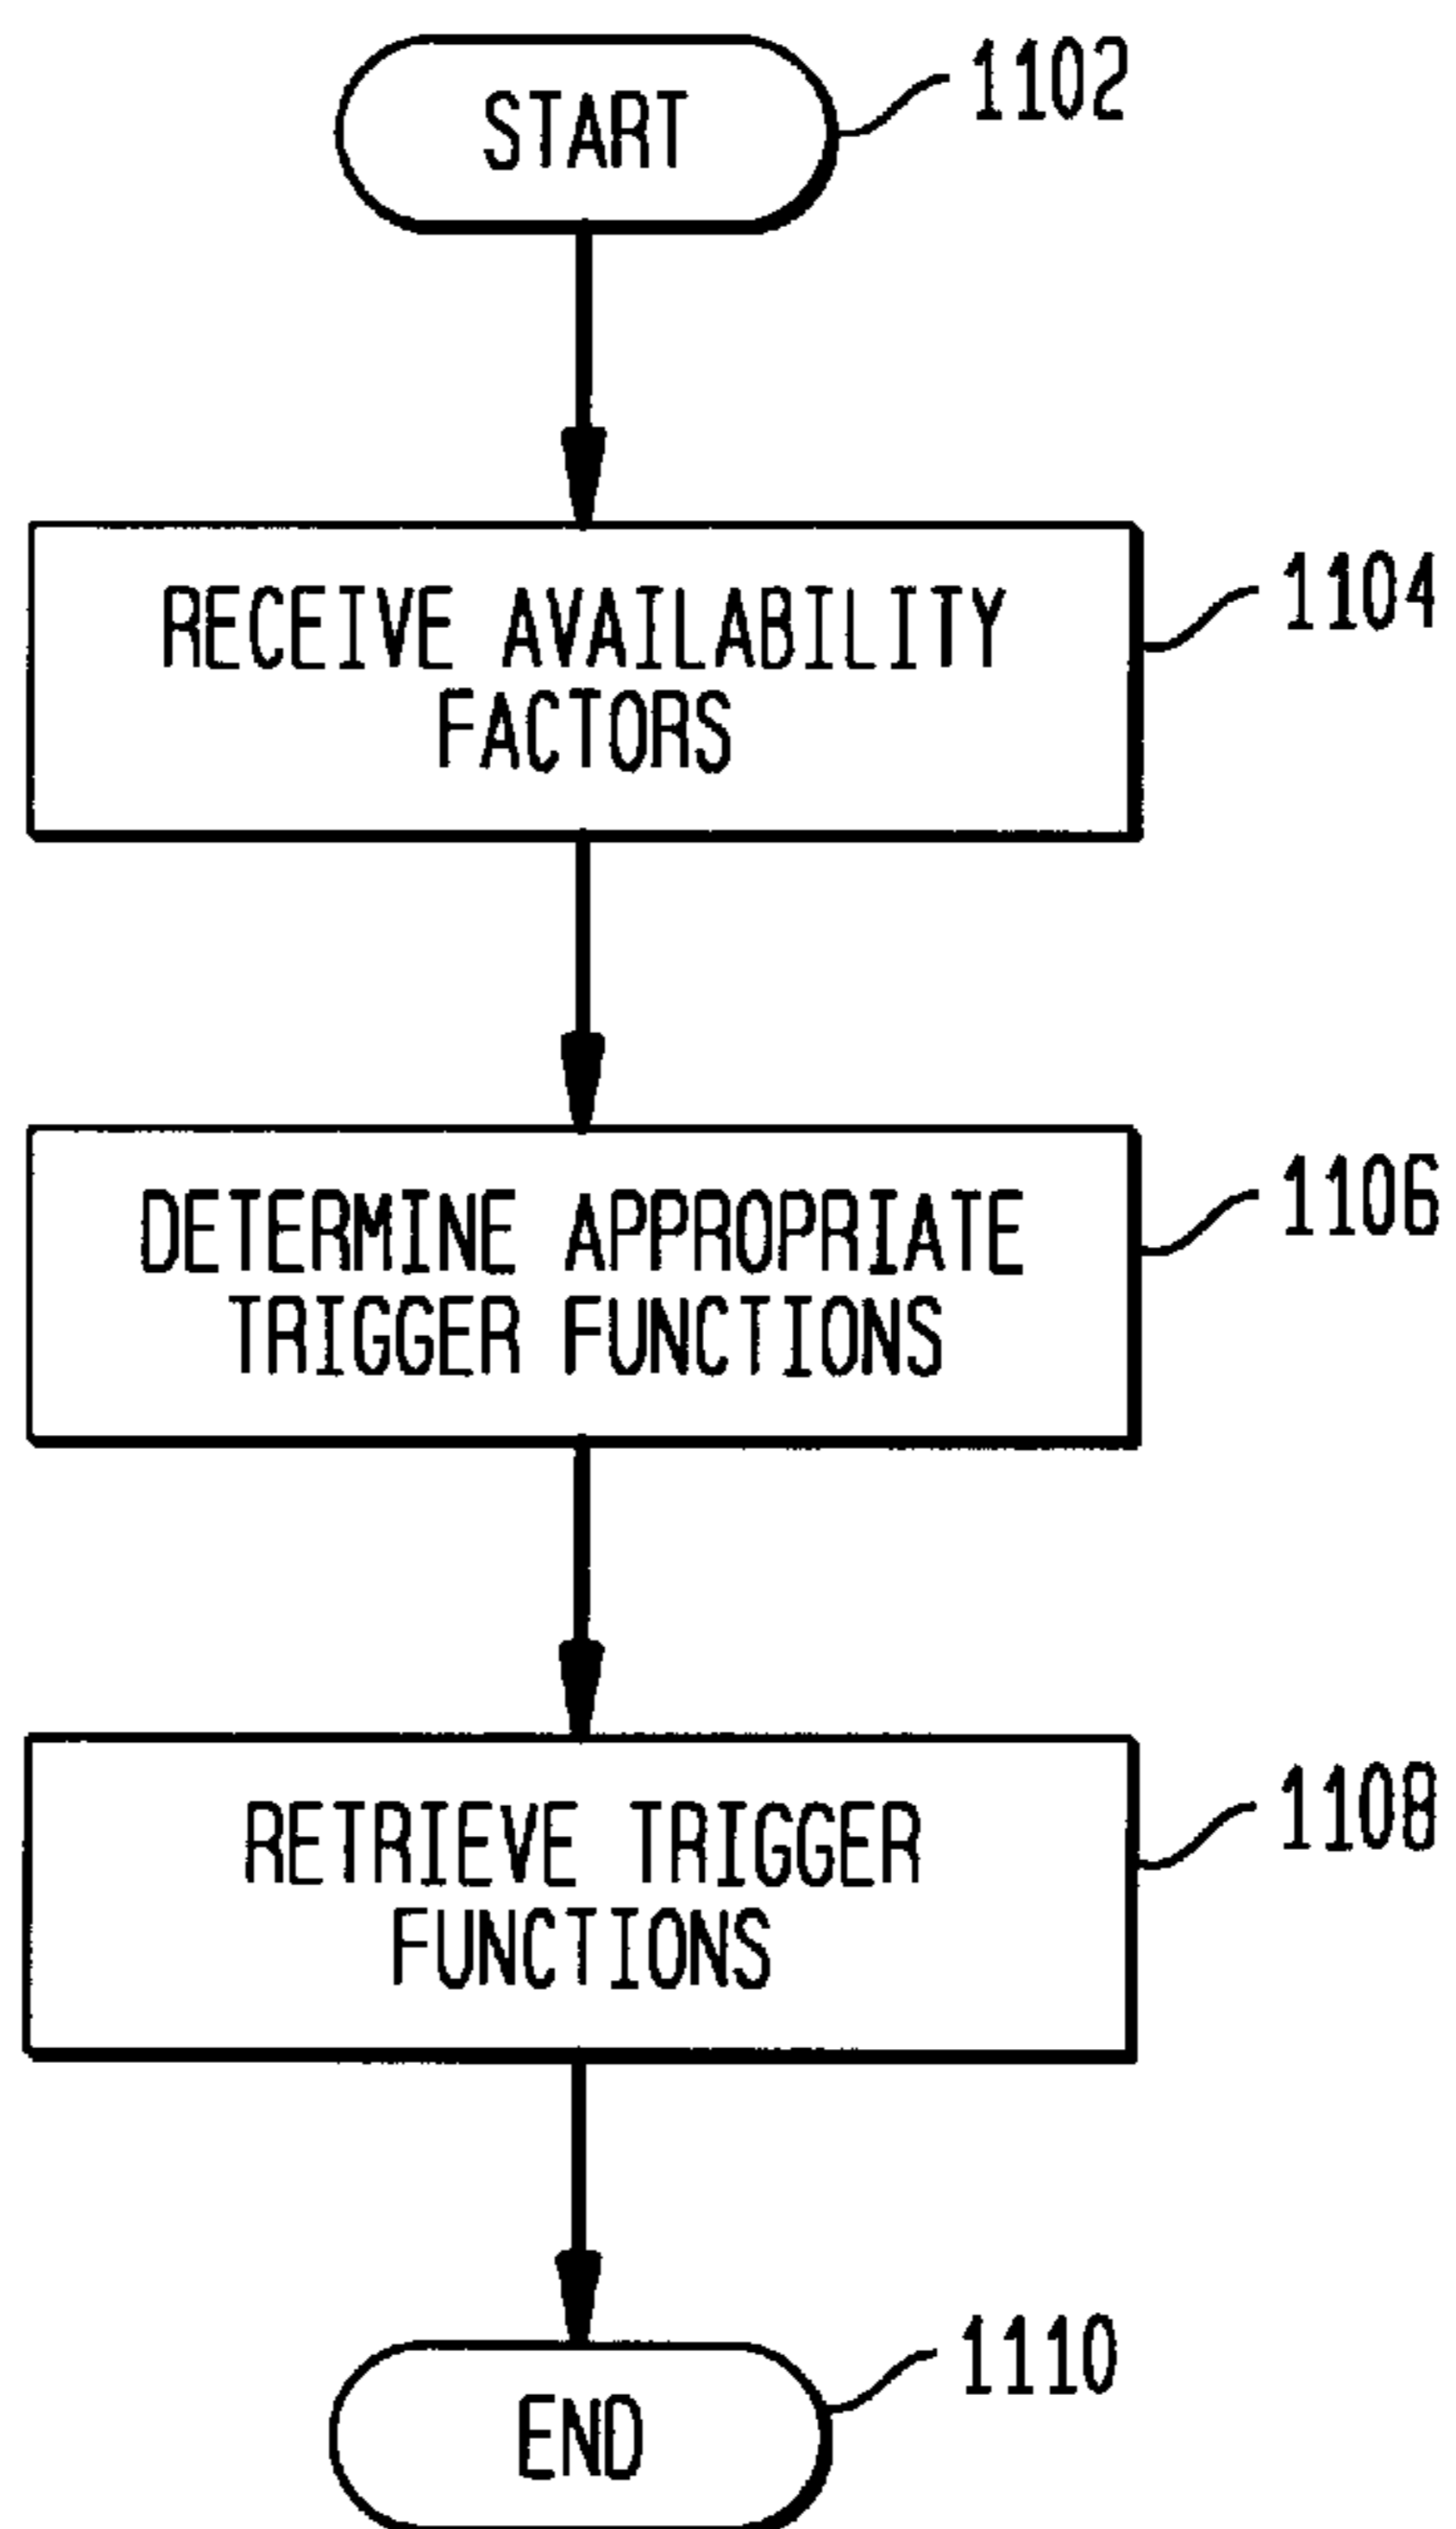 START
1102
RECEIVE AVAILABILITY
FACTORS
1104
DETERMINE APPROPRIATE
TRIGGER FUNCTIONS
1106
RETRIEVE TRIGGER
FUNCTIONS
1108
END
1110